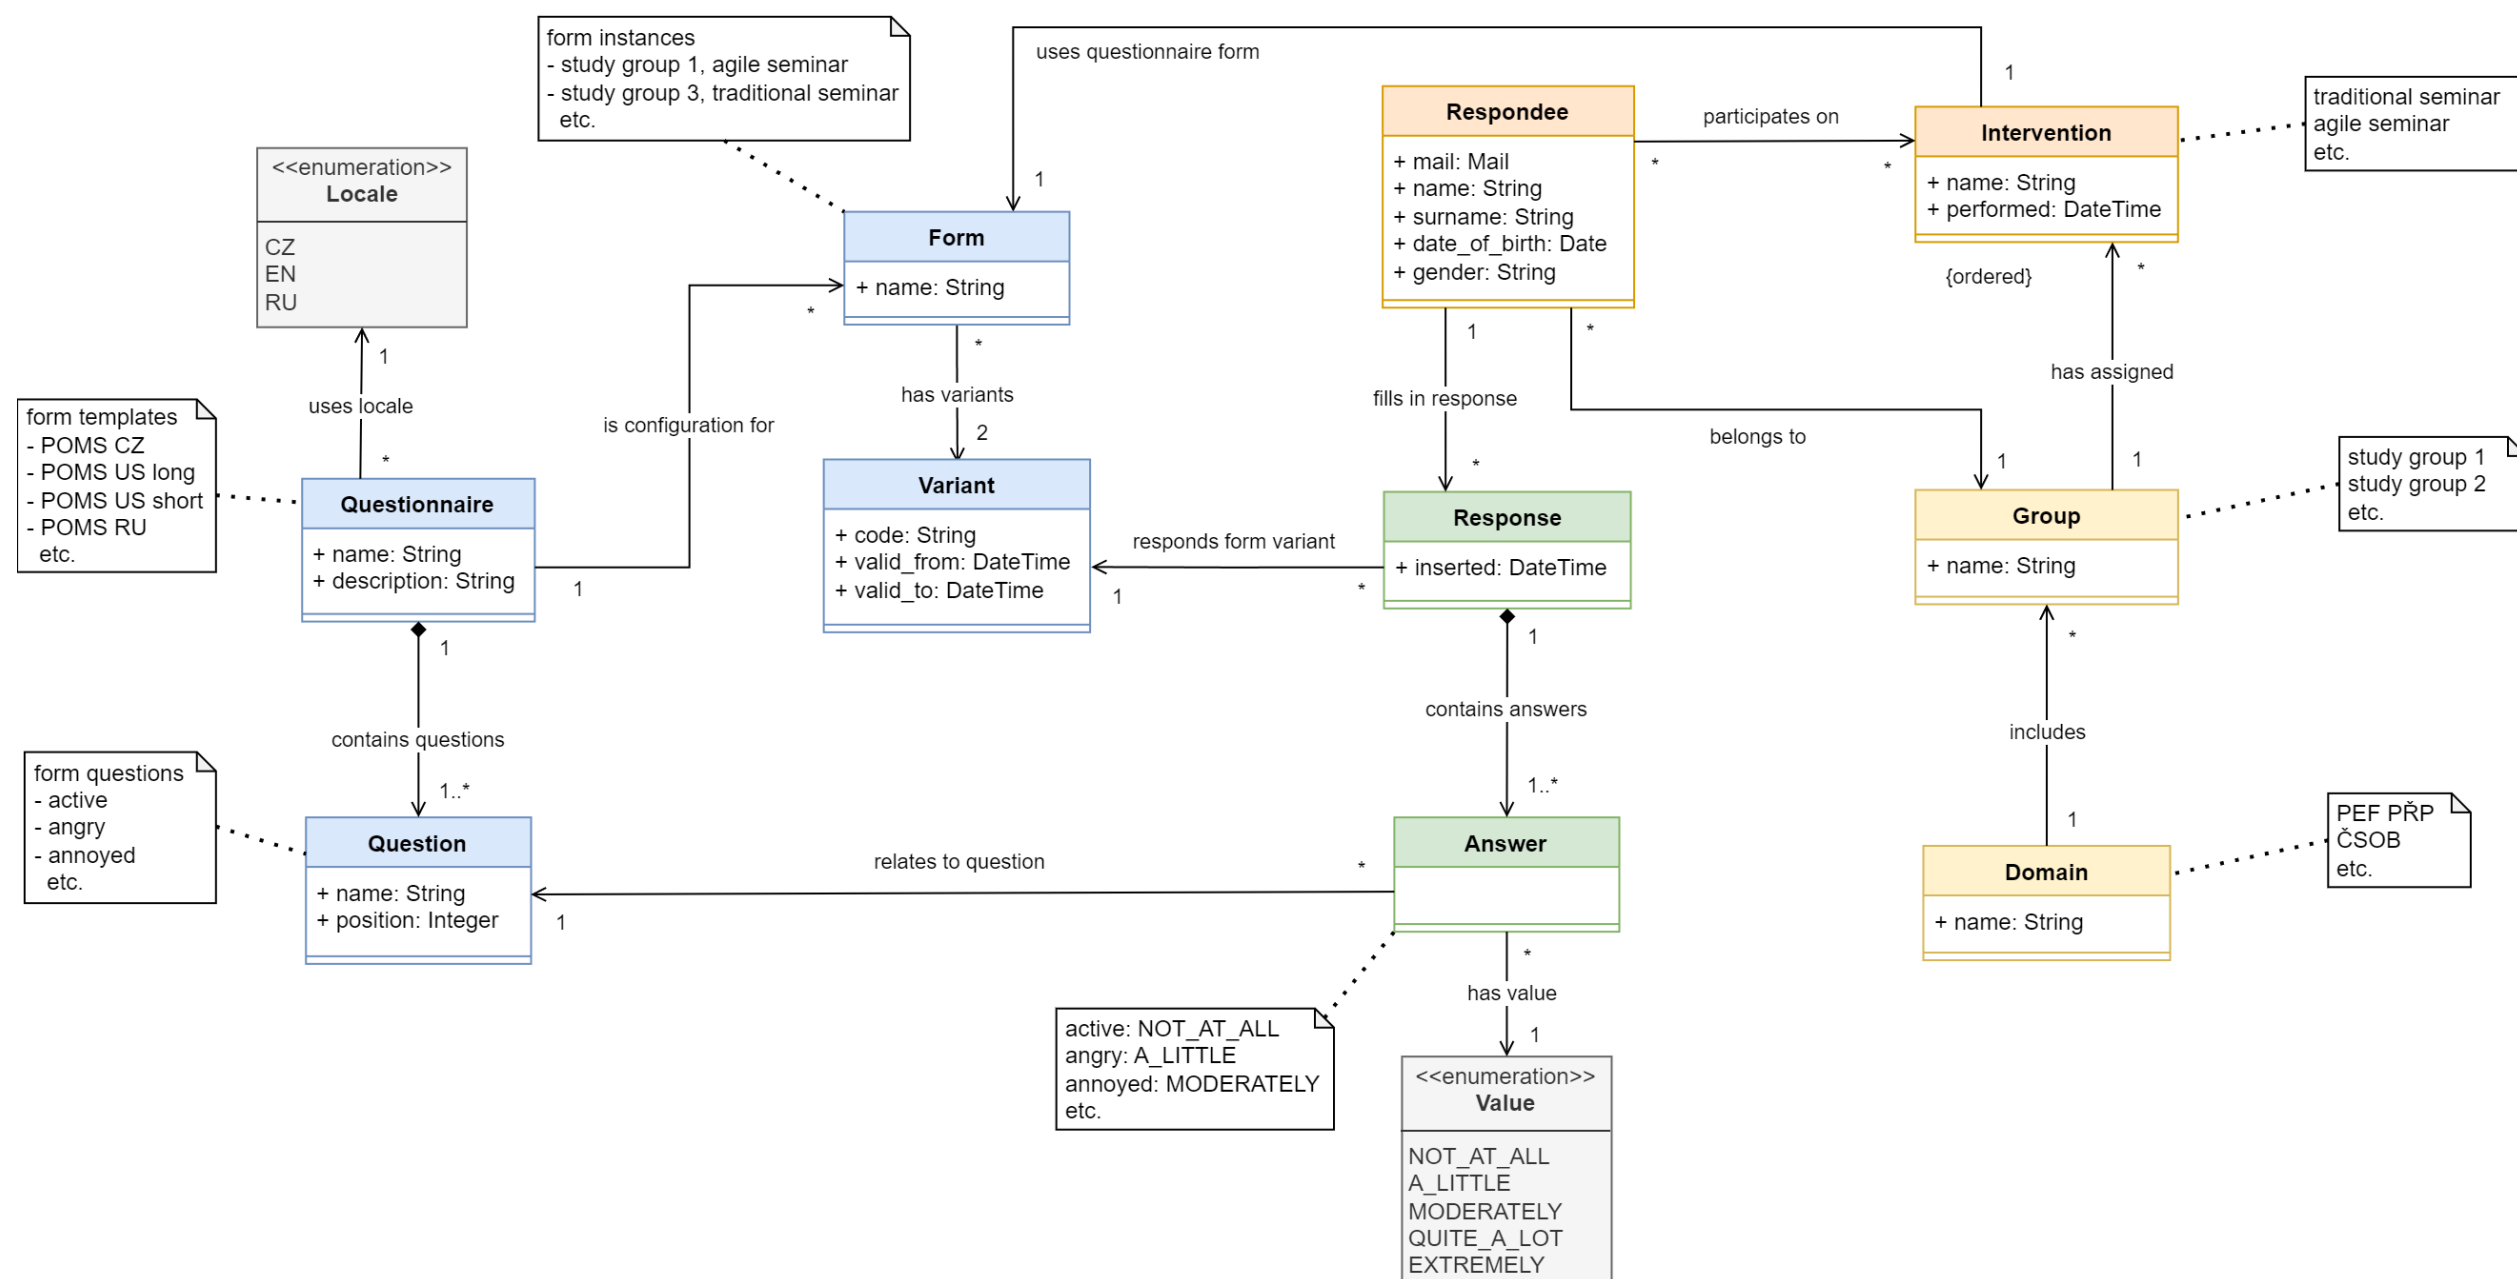 form instances
- study group 1, agile seminar
- study group 3, traditional seminar
etc.
uses questionnaire form
1
1
<<enumeration>>
Locale
CZ
EN
RU
Form
+ name: String
Respondee
+ mail: Mail
+ name: String
+ surname: String
+ date_of_birth: Date
+ gender: String
participates on
*
*
Intervention
+ name: String
+ performed: DateTime
traditional seminar
agile seminar
etc.
{ordered}
*
has assigned
1
1
uses locale
*
form templates
- POMS CZ
- POMS US long
- POMS US short
- POMS RU
etc.
Questionnaire
+ name: String
+ description: String
is configuration for
*
1
*
has variants
2
Variant
+ code: String
+ valid_from: DateTime
+ valid_to: DateTime
1
fills in response
*
*
belongs to
1
Response
+ inserted: DateTime
responds form variant
1
*
Group
+ name: String
study group 1
study group 2
etc.
1
contains questions
1..*
1
contains answers
1..*
*
includes
1
form questions
- active
- angry
- annoyed
etc.
Question
+ name: String
+ position: Integer
relates to question
*
1
Answer
Domain
+ name: String
PEF PŘP
ČSOB
etc.
*
has value
1
active: NOT_AT_ALL
angry: A_LITTLE
annoyed: MODERATELY
etc.
<<enumeration>>
Value
NOT_AT_ALL
A_LITTLE
MODERATELY
QUITE_A_LOT
EXTREMELY